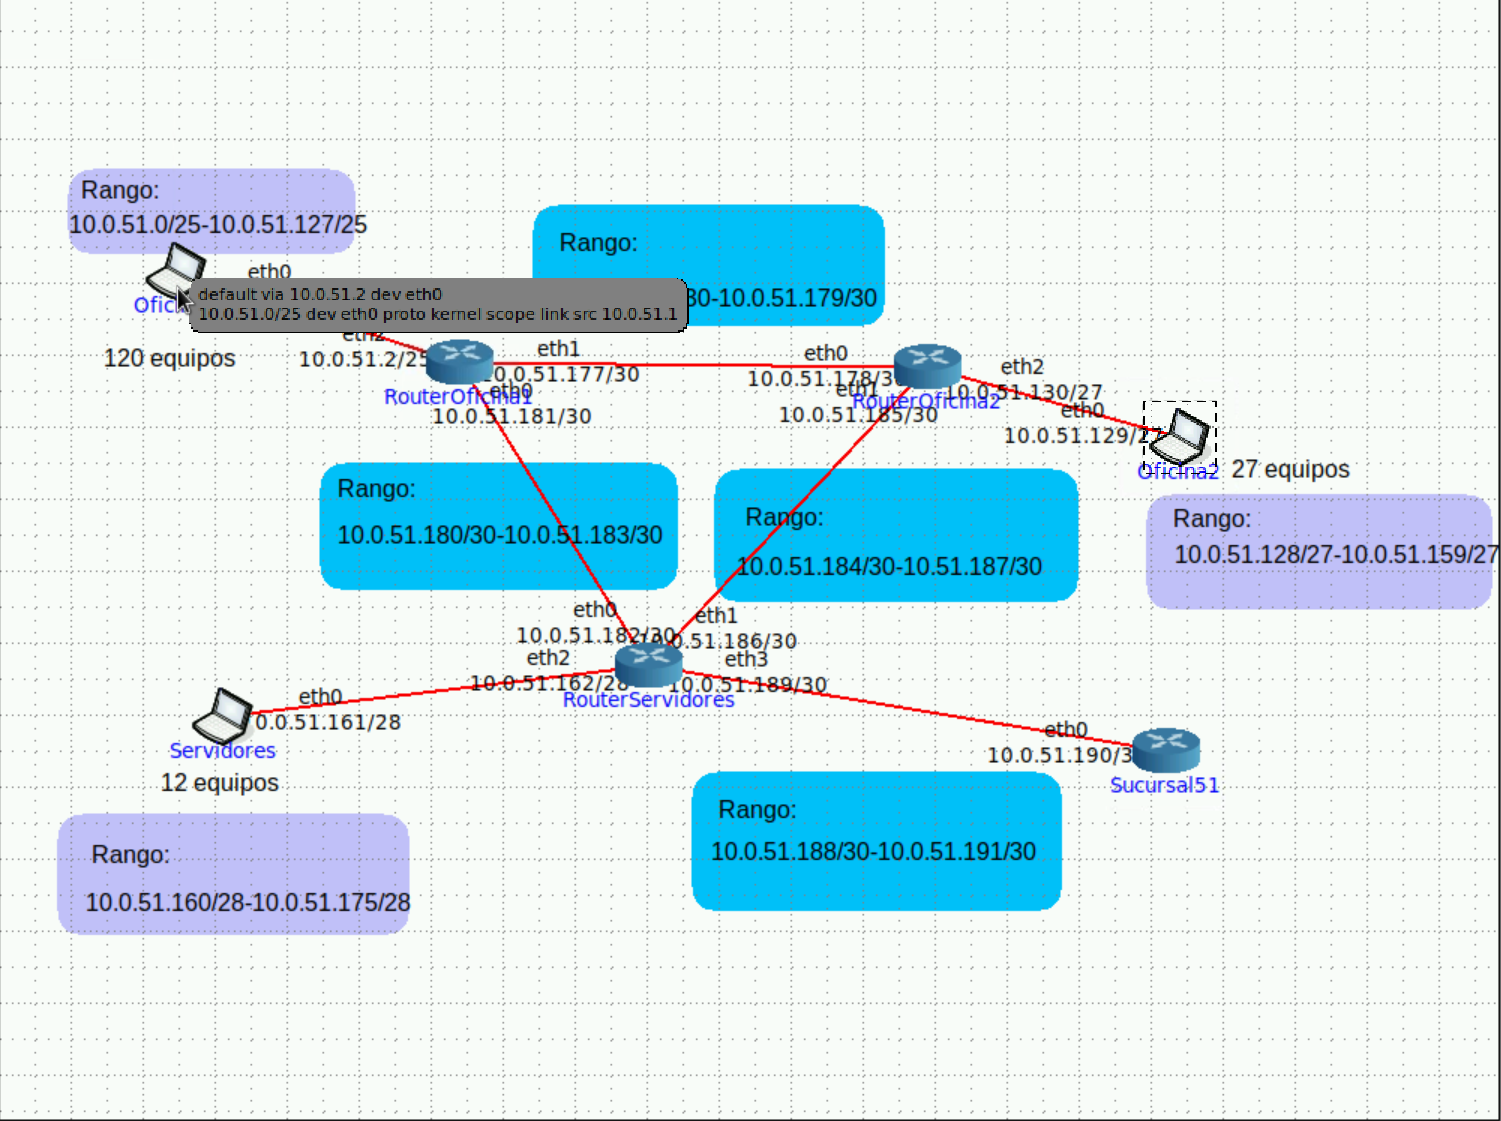 Rango:
10.0.51.0/25-10.0.51.127/25
eth0
default via 10.0.51.2 dev eth0
10.0.51.0/25 dev eth0 proto kernel scope link src 10.0.51.1
120 equipos
eth2
10.0.51.2/25
RouterOficina1
eth1
10.0.51.177/30
eth0
10.0.51.181/30
Rango:
30-10.0.51.179/30
eth0
10.0.51.178/30
eth1
10.0.51.185/30
RouterOficina2
eth2
10.0.51.130/27
eth0
10.0.51.129/27
Oficina2
27 equipos
Rango:
10.0.51.128/27-10.0.51.159/27
Rango:
10.0.51.180/30-10.0.51.183/30
Rango:
10.0.51.184/30-10.51.187/30
eth0
10.0.51.182/30
eth1
10.0.51.186/30
eth2
10.0.51.162/28
eth3
10.0.51.189/30
RouterServidores
eth0
0.0.51.161/28
Servidores
12 equipos
Rango:
10.0.51.160/28-10.0.51.175/28
eth0
10.0.51.190/3
Sucursal51
Rango:
10.0.51.188/30-10.0.51.191/30